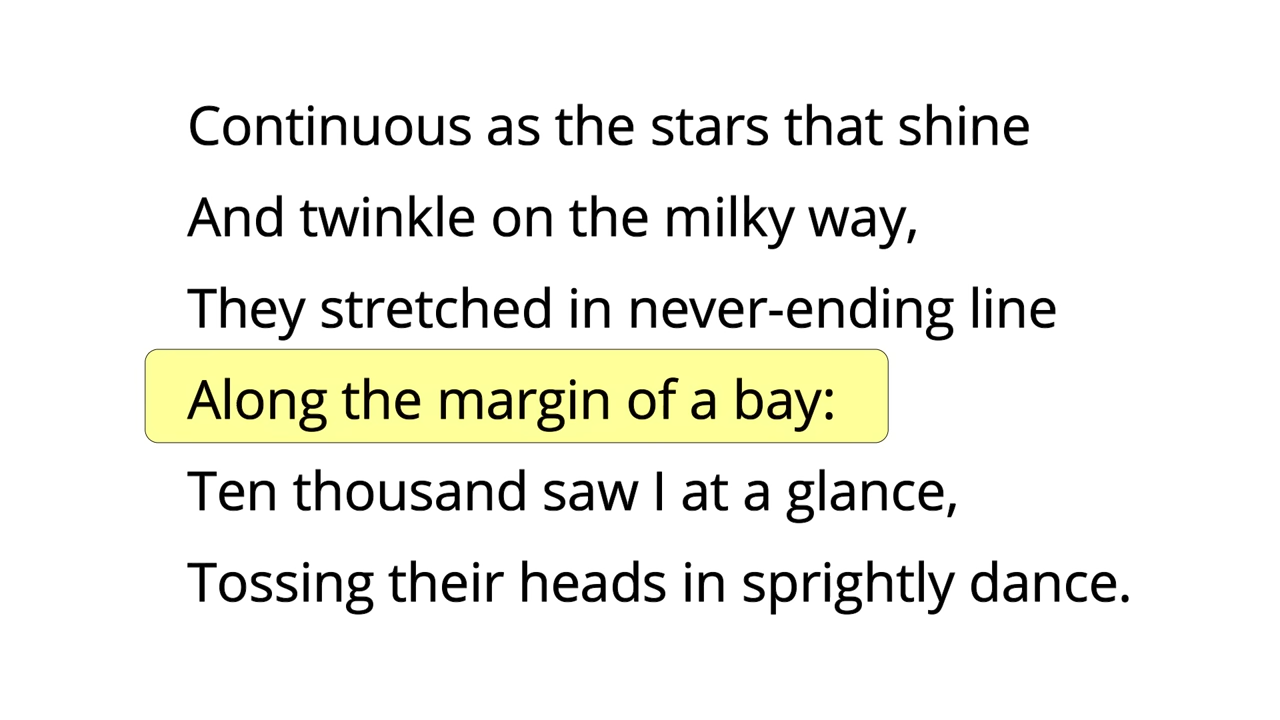 Continuous as the stars that shine
And twinkle on the milky way,
They stretched in never-ending line
Along the margin of a bay:
Ten thousand saw I at a glance,
Tossing their heads in sprightly dance.